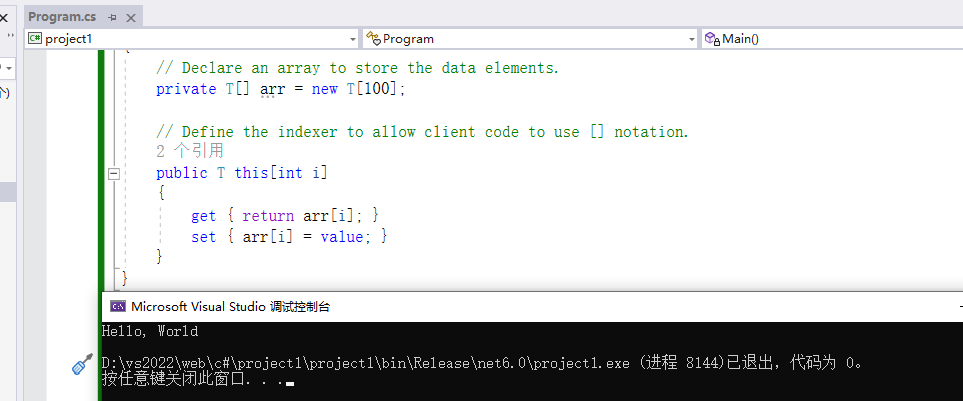 Program.cs
project1
Program
Main()
{
// Declare an array to store the data elements.
private T[] arr = new T[100];
// Define the indexer to allow client code to use [] notation.
2 个引用
public T this[int i]
{
get { return arr[i]; }
set { arr[i] = value; }
}
}
Microsoft Visual Studio 调试控制台
Hello, World
D:\vs2022\web\c#\project1\project1\bin\Release\net6.0\project1.exe (进程 8144)已退出，代码为 0。
按任意键关闭此窗口. . .